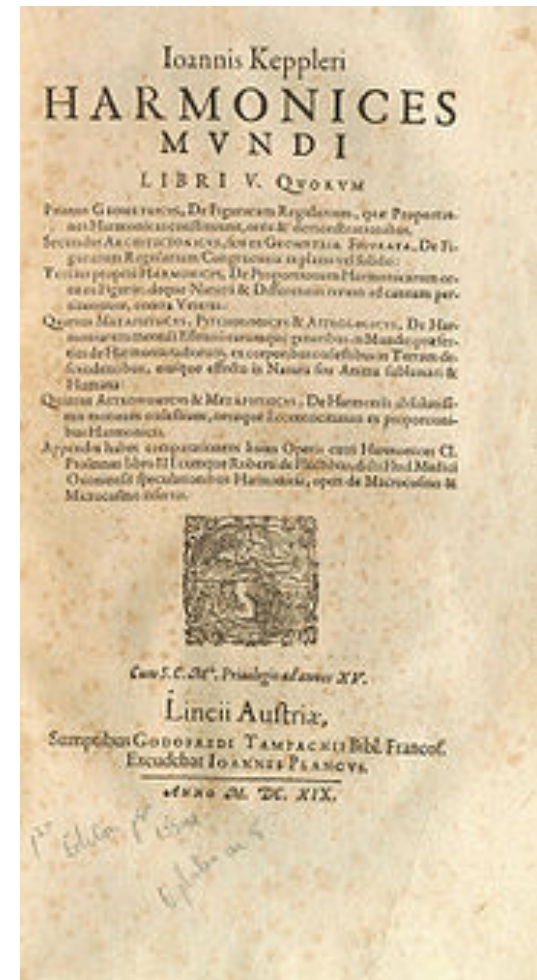 Ioannis Keppleri
HARMONICES
MVNDI
LIBRI V. QVORVM
Primus GEOMETRICVS, De Figurarum Regularium, quæ Proportio-
nes Harmonicas constituunt, ortu & demonstrationibus.
Secundus ARCHITECTONICVS, seu ex GEOMETRIA FIGVRATA, De Fi-
gurarum Regularium Congruentia in plano vel solido:
Tertius propriè HARMONICVS, De Proportionum Harmonicarum or-
tu ex Figuris; deque Naturâ & Differentiis rerum ad cantum per-
tinentium, contra Veteres:
Quartus METAPHYSICVS, PSYCHOLOGICVS & ASTROLOGICVS, De Har-
moniarum mentali Essentiâ earumque generibus in Mundo; præser-
tim de Harmonia radiorum, ex corporibus cœlestibus in Terram de-
scendentibus, eiusque effectu in Natura seu Anima sublunari &
Humana:
Quintus ASTRONOMICVS & METAPHYSICVS, De Harmoniis absolutissi-
mis motuum cœlestium, ortuque Eccentricitatum ex proportioni-
bus Harmonicis.
Appendix habet comparationem huius Operis cum Harmonices Cl.
Ptolemæi libro III cumque Roberti de Fluctibus, dicti Flud. Medici
Oxoniensis speculationibus Harmonicis, operi de Macrocosmo &
Microcosmo insertis.
Cum S. C. Mtis. Privilegio ad annos XV.
Lincii Austriæ,
Sumptibus GODOFREDI TAMPACHII Bibl. Francof.
Excudebat IOANNES PLANCVS.
ANNO M. DC. XIX.